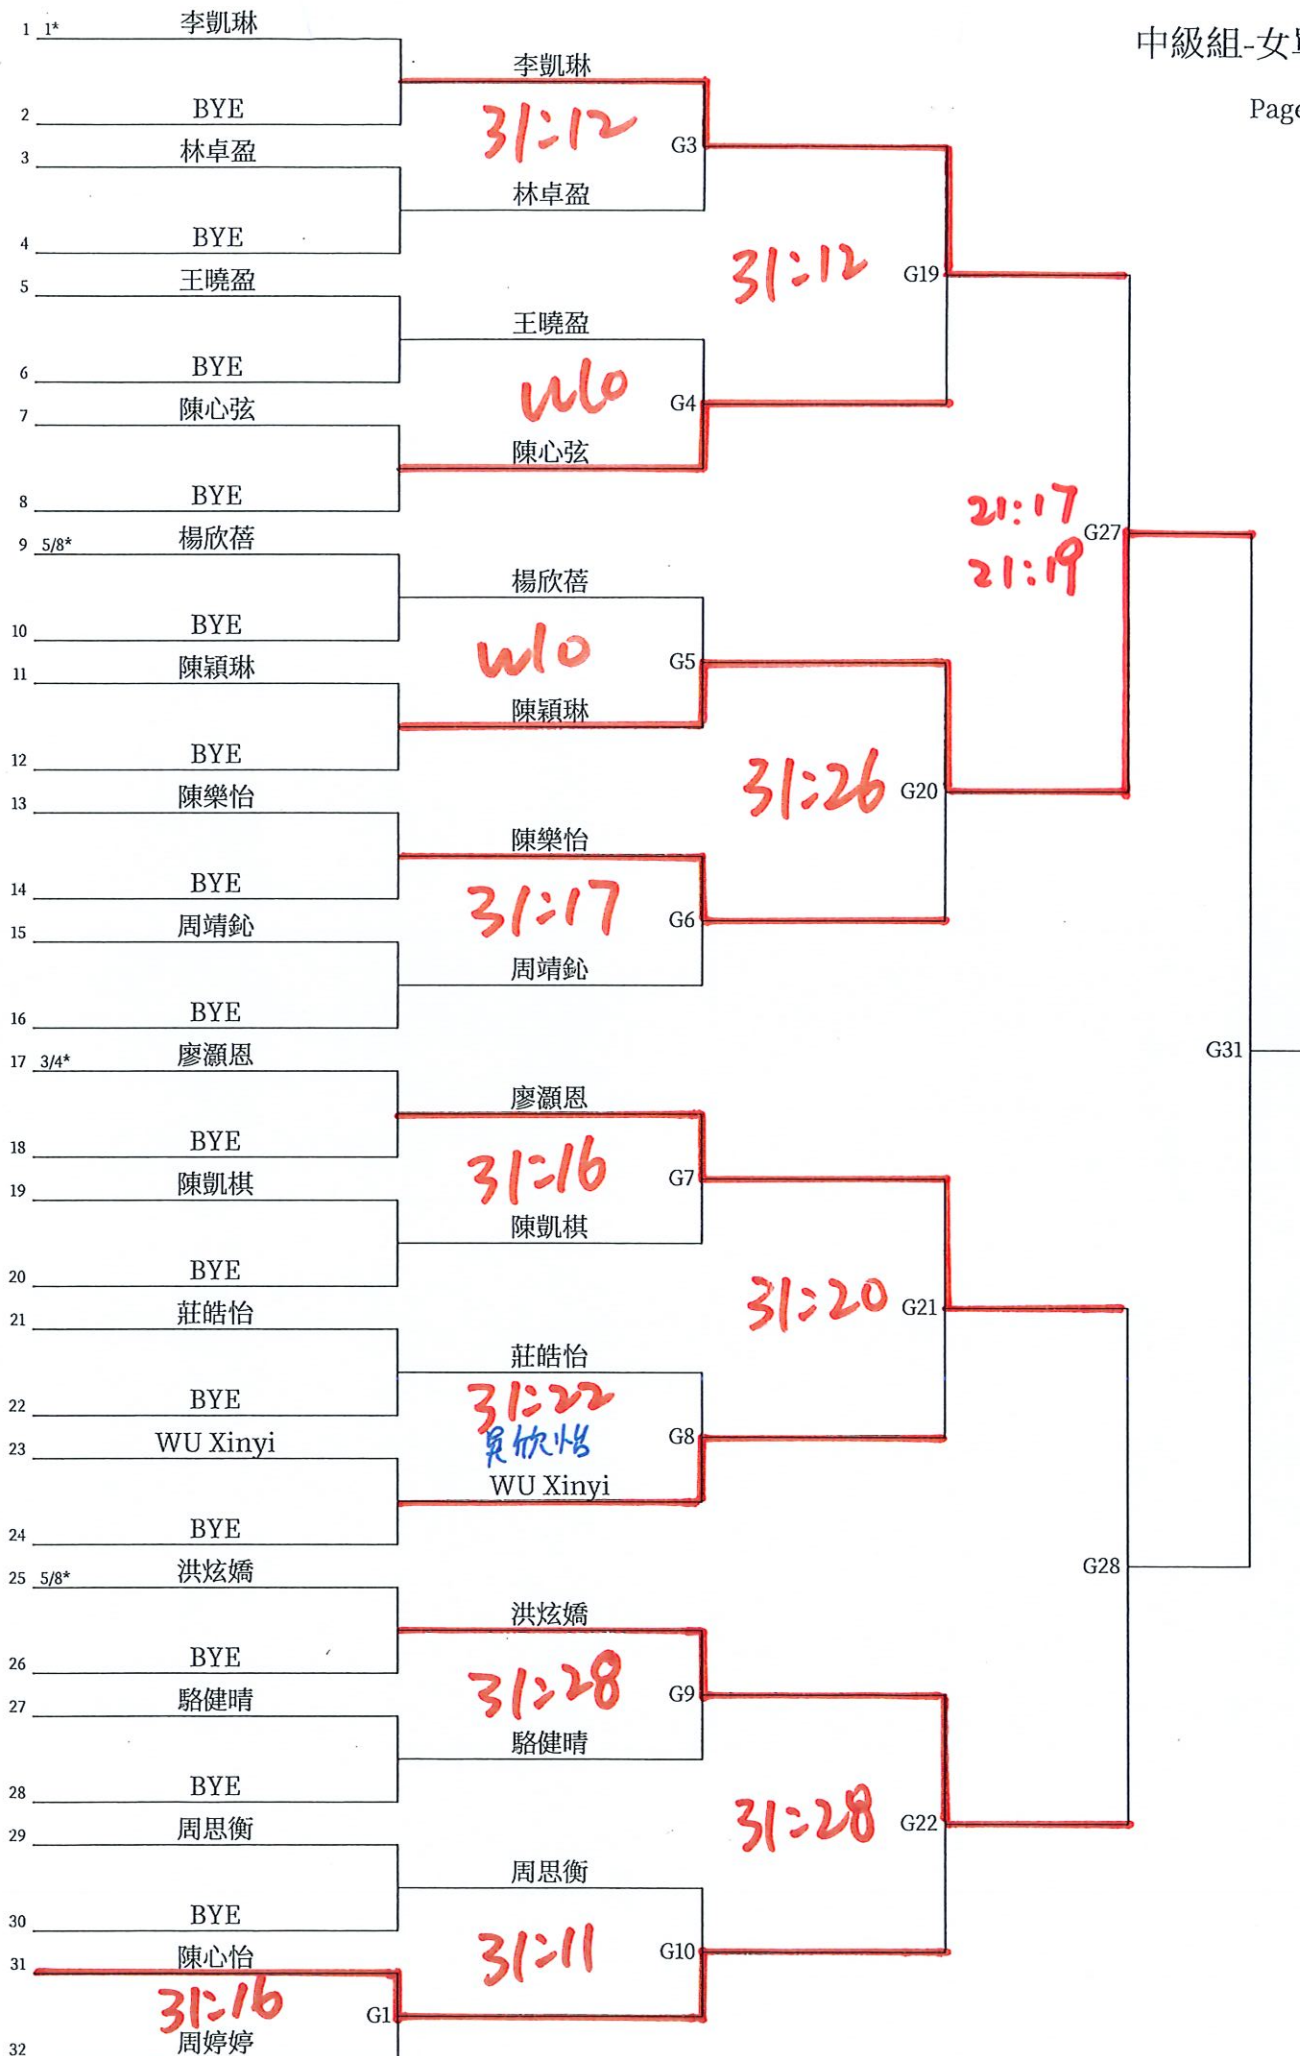 1 1* 李凱琳
中級組-女單
Page
李凱琳
2 BYE
31:12
G3
3 林卓盈
林卓盈
4 BYE
31:12
G19
5 王曉盈
王曉盈
6 BYE
w/o
G4
7 陳心弦
陳心弦
8 BYE
21:17
21:19
G27
9 5/8* 楊欣蓓
楊欣蓓
10 BYE
w/o
G5
11 陳穎琳
陳穎琳
12 BYE
31:26
G20
13 陳樂怡
陳樂怡
14 BYE
31:17
G6
15 周靖鈊
周靖鈊
16 BYE
G31
17 3/4* 廖灝恩
廖灝恩
18 BYE
31:16
G7
19 陳凱棋
陳凱棋
20 BYE
31:20
G21
21 莊皓怡
莊皓怡
22 BYE
31:22
吳欣怡
G8
23 WU Xinyi
WU Xinyi
24 BYE
G28
25 5/8* 洪炫嬌
洪炫嬌
26 BYE
31:28
G9
27 駱健晴
駱健晴
28 BYE
31:28
G22
29 周思衡
周思衡
30 BYE
31:11
G10
31 陳心怡
31:16
G1
32 周婷婷